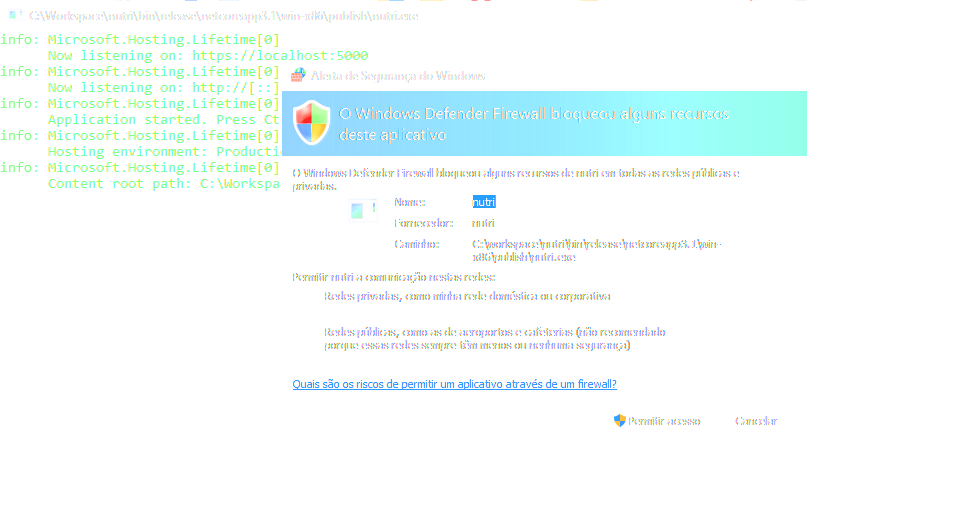 C:\Workspace\nutri\bin\release\netcoreapp3.1\win-x86\publish\nutri.exe
info: Microsoft.Hosting.Lifetime[0]
Now listening on: https://localhost:5000
info: Microsoft.Hosting.Lifetime[0]
Now listening on: http://[::]
info: Microsoft.Hosting.Lifetime[0]
Application started. Press Ct
info: Microsoft.Hosting.Lifetime[0]
Hosting environment: Producti
info: Microsoft.Hosting.Lifetime[0]
Content root path: C:\Workspa
Alerta de Segurança do Windows
O Windows Defender Firewall bloqueou alguns recursos
deste aplicativo
O Windows Defender Firewall bloqueou alguns recursos de nutri em todas as redes públicas e
privadas.
Nome: nutri
Fornecedor: nutri
Caminho: C:\workspace\nutri\bin\release\netcoreapp3.1\win-
x86\publish\nutri.exe
Permitir nutri a comunicação nestas redes:
Redes privadas, como minha rede doméstica ou corporativa
Redes públicas, como as de aeroportos e cafeterias (não recomendado
porque essas redes sempre têm menos ou nenhuma segurança)
Quais são os riscos de permitir um aplicativo através de um firewall?
Permitir acesso Cancelar